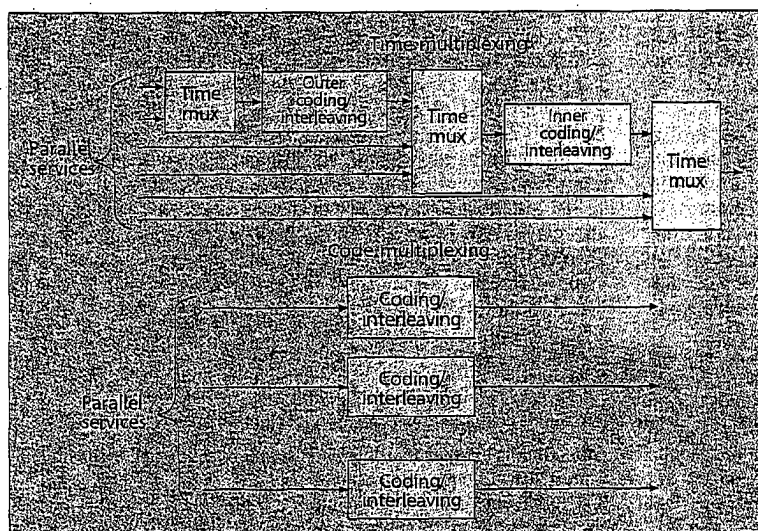 Time multiplexing
Time
mux
Outer
coding/
interleaving
Time
mux
Inner
coding/
interleaving
Time
mux
Parallel
services
Code multiplexing
Coding/
interleaving
Coding/
interleaving
Parallel
services
Coding/
interleaving